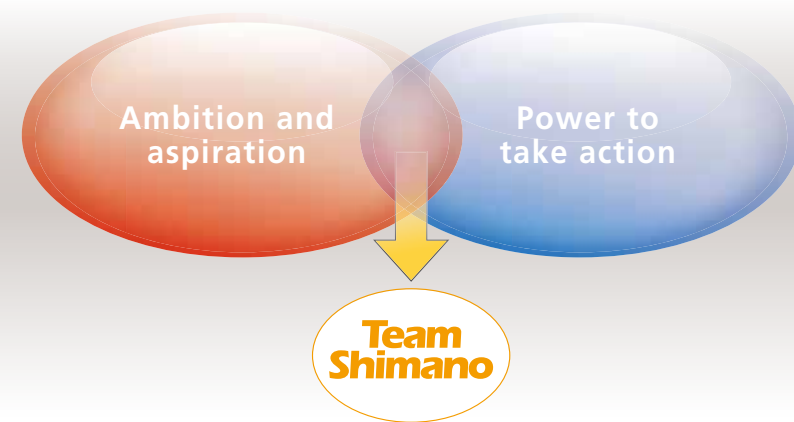 Ambition and
aspiration
Power to
take action
Team
Shimano